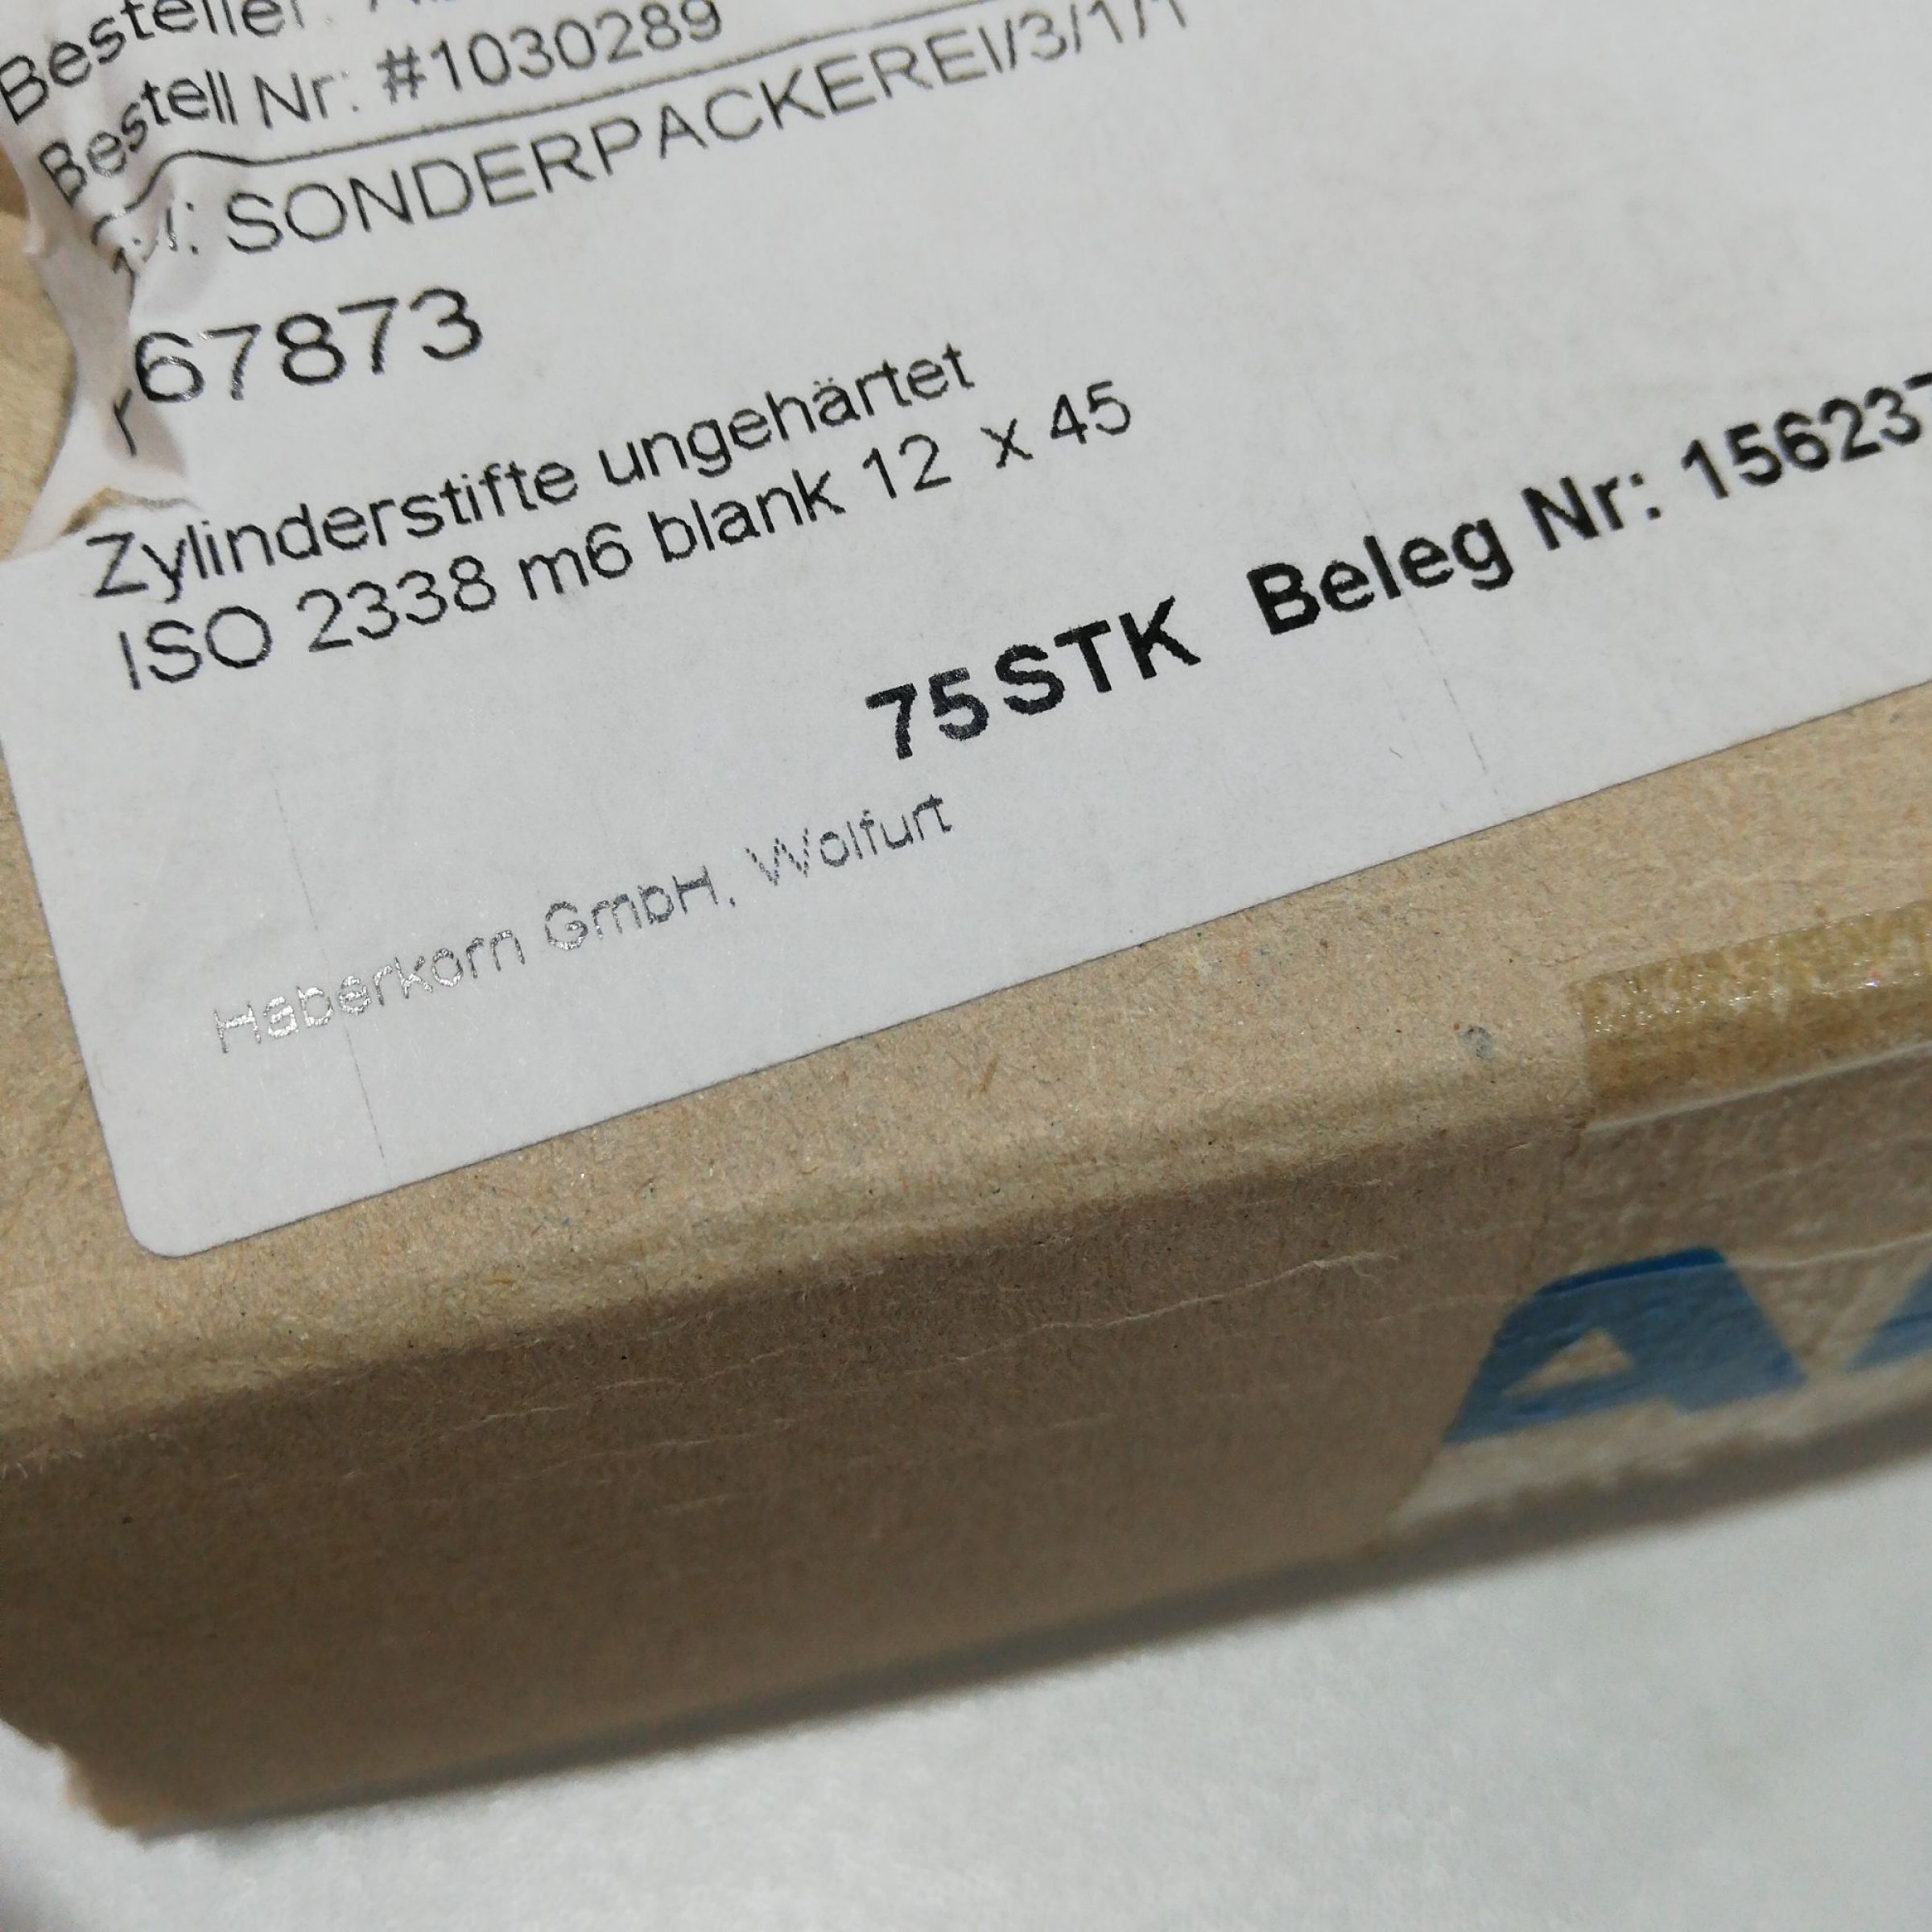 Besteller:
Bestell Nr: #1030289
SONDERPACKEREI/3/1/1
67873
Zylinderstifte ungehärtet
ISO 2338 m6 blank 12 x 45
75STK Beleg Nr: 156237
Haberkorn GmbH, Wolfurt